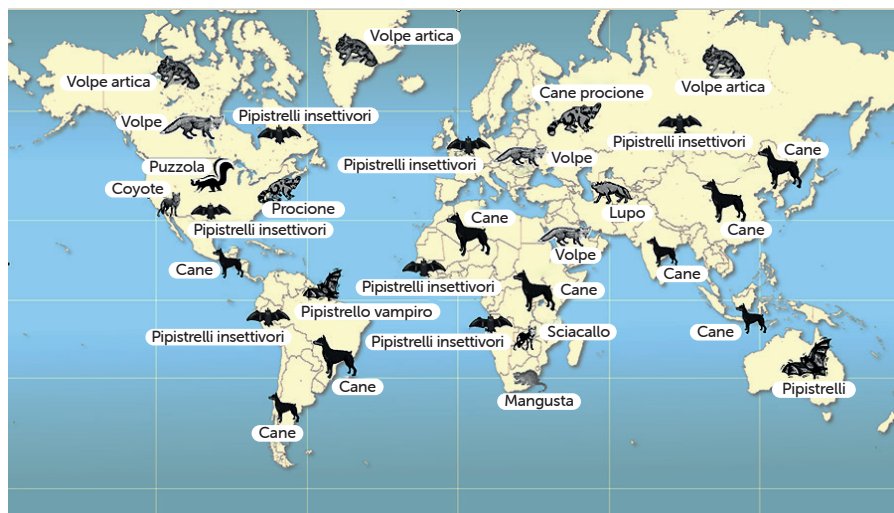 Volpe artica
Volpe artica
Volpe artica
Cane procione
Pipistrelli insettivori
Volpe
Pipistrelli insettivori
Cane
Pipistrelli insettivori
Volpe
Puzzola
Coyote
Procione
Lupo
Cane
Pipistrelli insettivori
Cane
Volpe
Cane
Cane
Pipistrelli insettivori
Cane
Pipistrello vampiro
Pipistrelli insettivori
Pipistrelli insettivori
Sciacallo
Cane
Cane
Pipistrelli
Mangusta
Cane